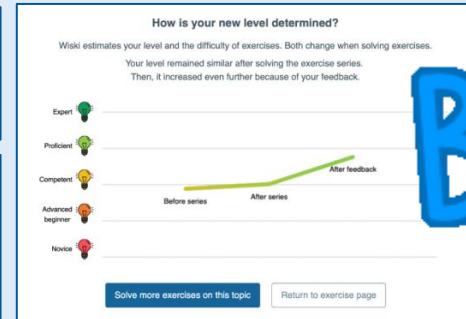 How is your new level determined?
Wiski estimates your level and the difficulty of exercises. Both change when solving exercises.
Your level remained similar after solving the exercise series.
Then, it increased even further because of your feedback.
Expert
Proficient
Competent
After feedback
Before series
After series
Advanced
beginner
Novice
Solve more exercises on this topic
Return to exercise page
B